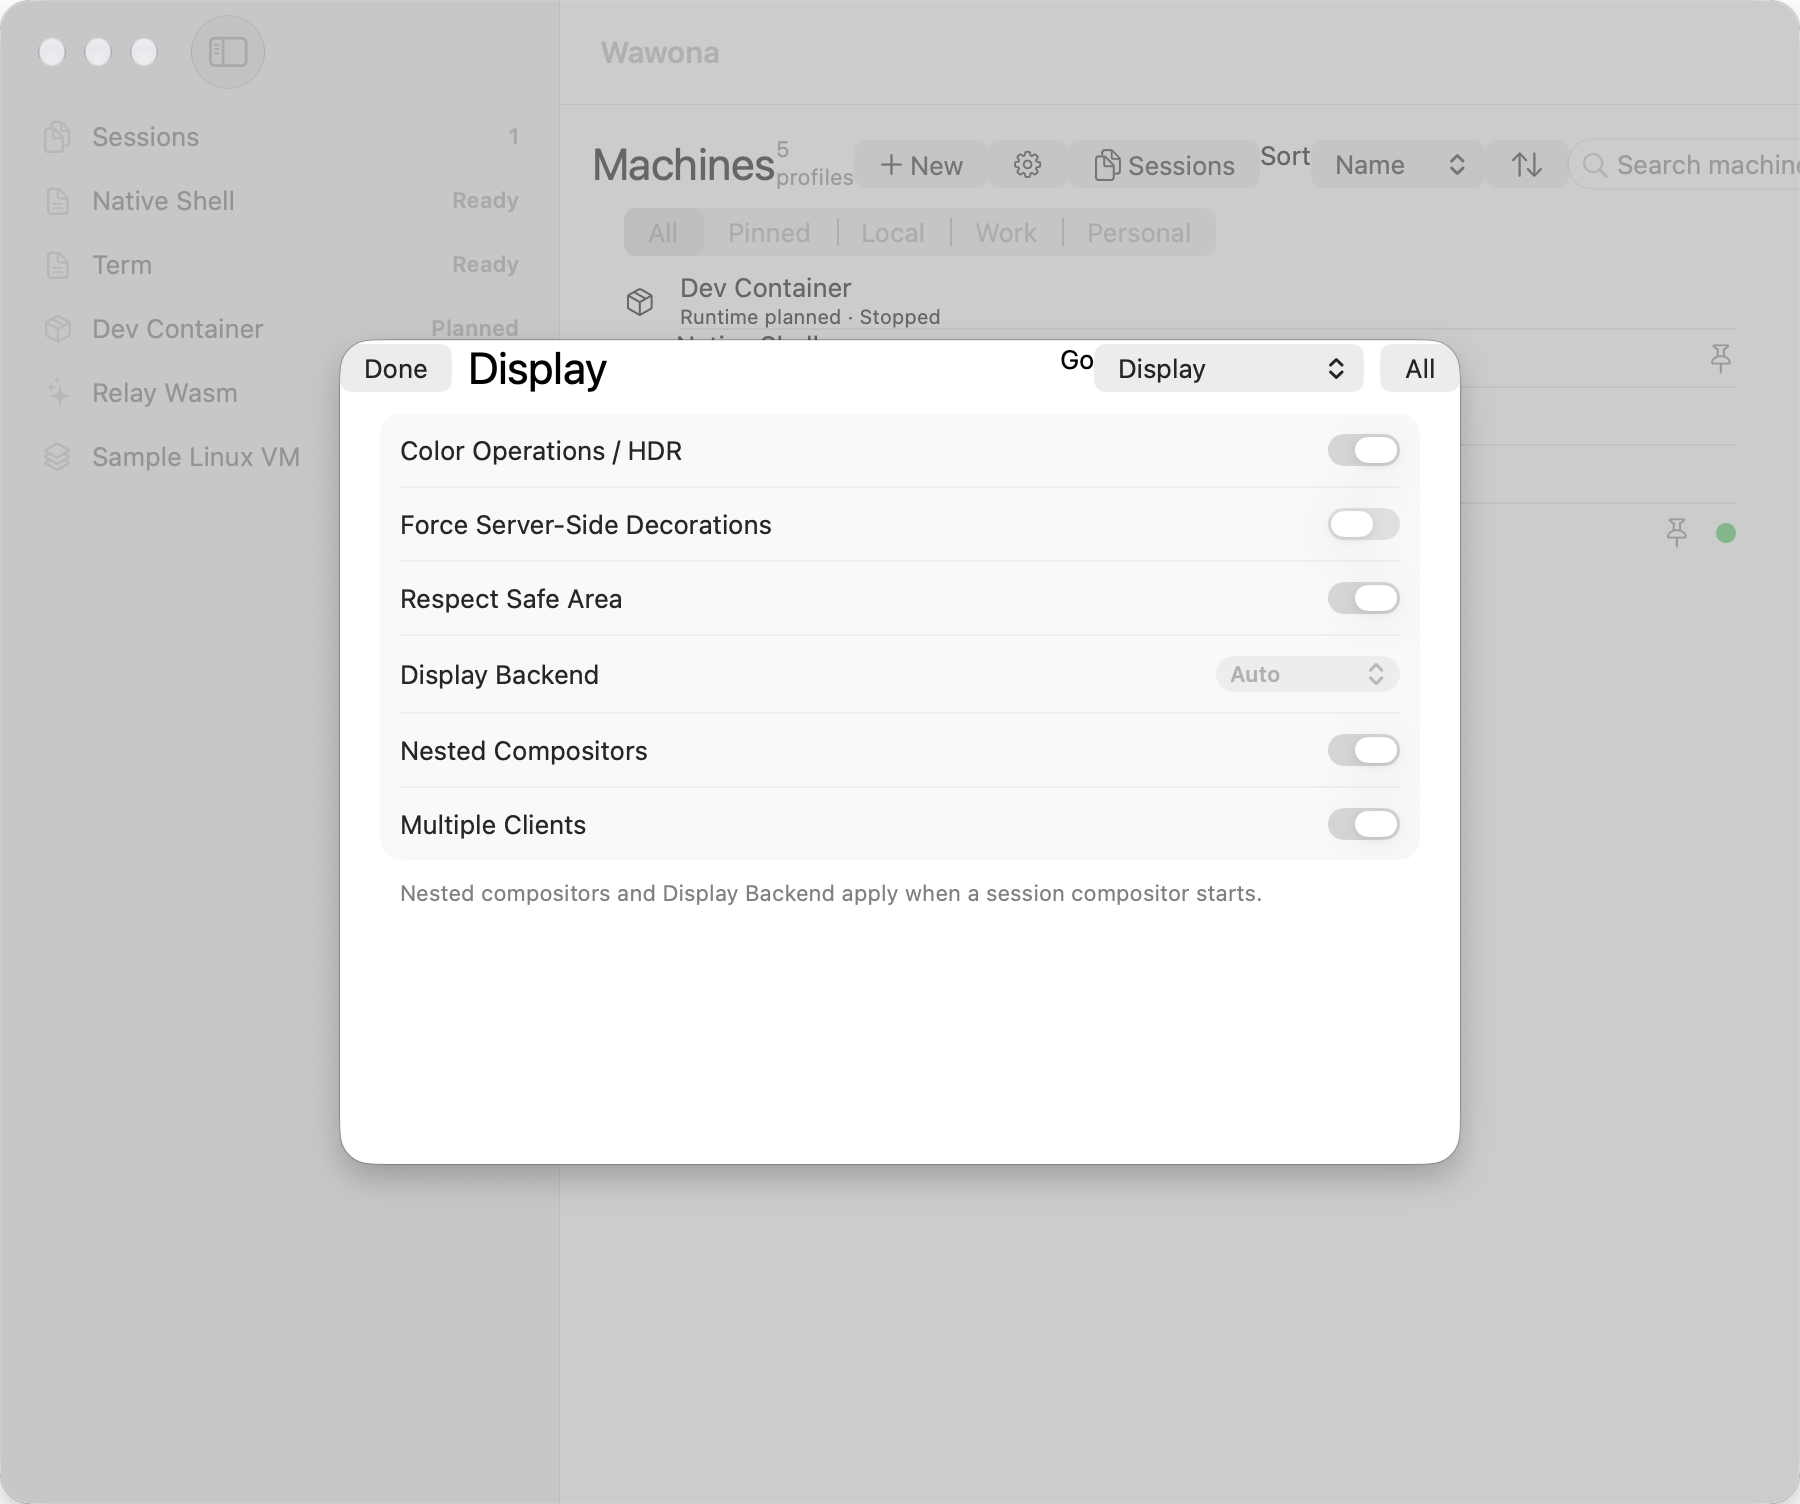 Wawona
Sessions 1
Native Shell Ready
Term Ready
Dev Container Planned
Relay Wasm
Sample Linux VM
Machines 5 profiles New Sessions Sort Name Search machine
All Pinned Local Work Personal
Dev Container
Runtime planned · Stopped
Native Shell
Done Display Go Display All
Color Operations / HDR
Force Server-Side Decorations
Respect Safe Area
Display Backend Auto
Nested Compositors
Multiple Clients
Nested compositors and Display Backend apply when a session compositor starts.